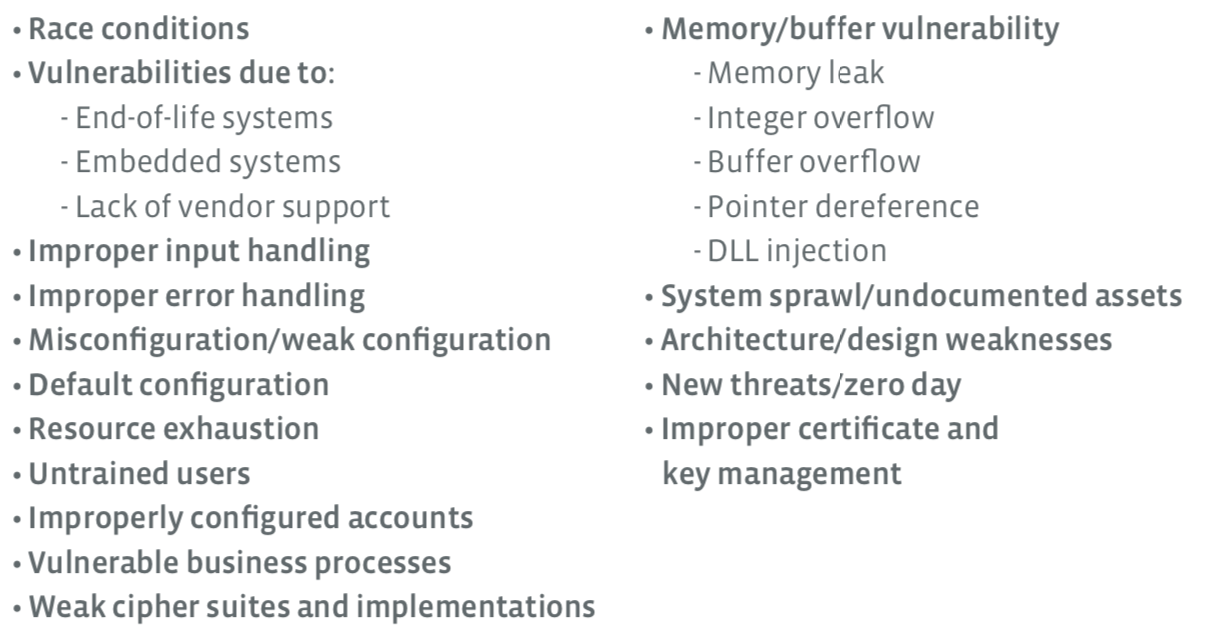 • Race conditions
• Vulnerabilities due to:
- End-of-life systems
- Embedded systems
- Lack of vendor support
• Improper input handling
• Improper error handling
• Misconfiguration/weak configuration
• Default configuration
• Resource exhaustion
• Untrained users
• Improperly configured accounts
• Vulnerable business processes
• Weak cipher suites and implementations
• Memory/buffer vulnerability
- Memory leak
- Integer overflow
- Buffer overflow
- Pointer dereference
- DLL injection
• System sprawl/undocumented assets
• Architecture/design weaknesses
• New threats/zero day
• Improper certificate and
key management